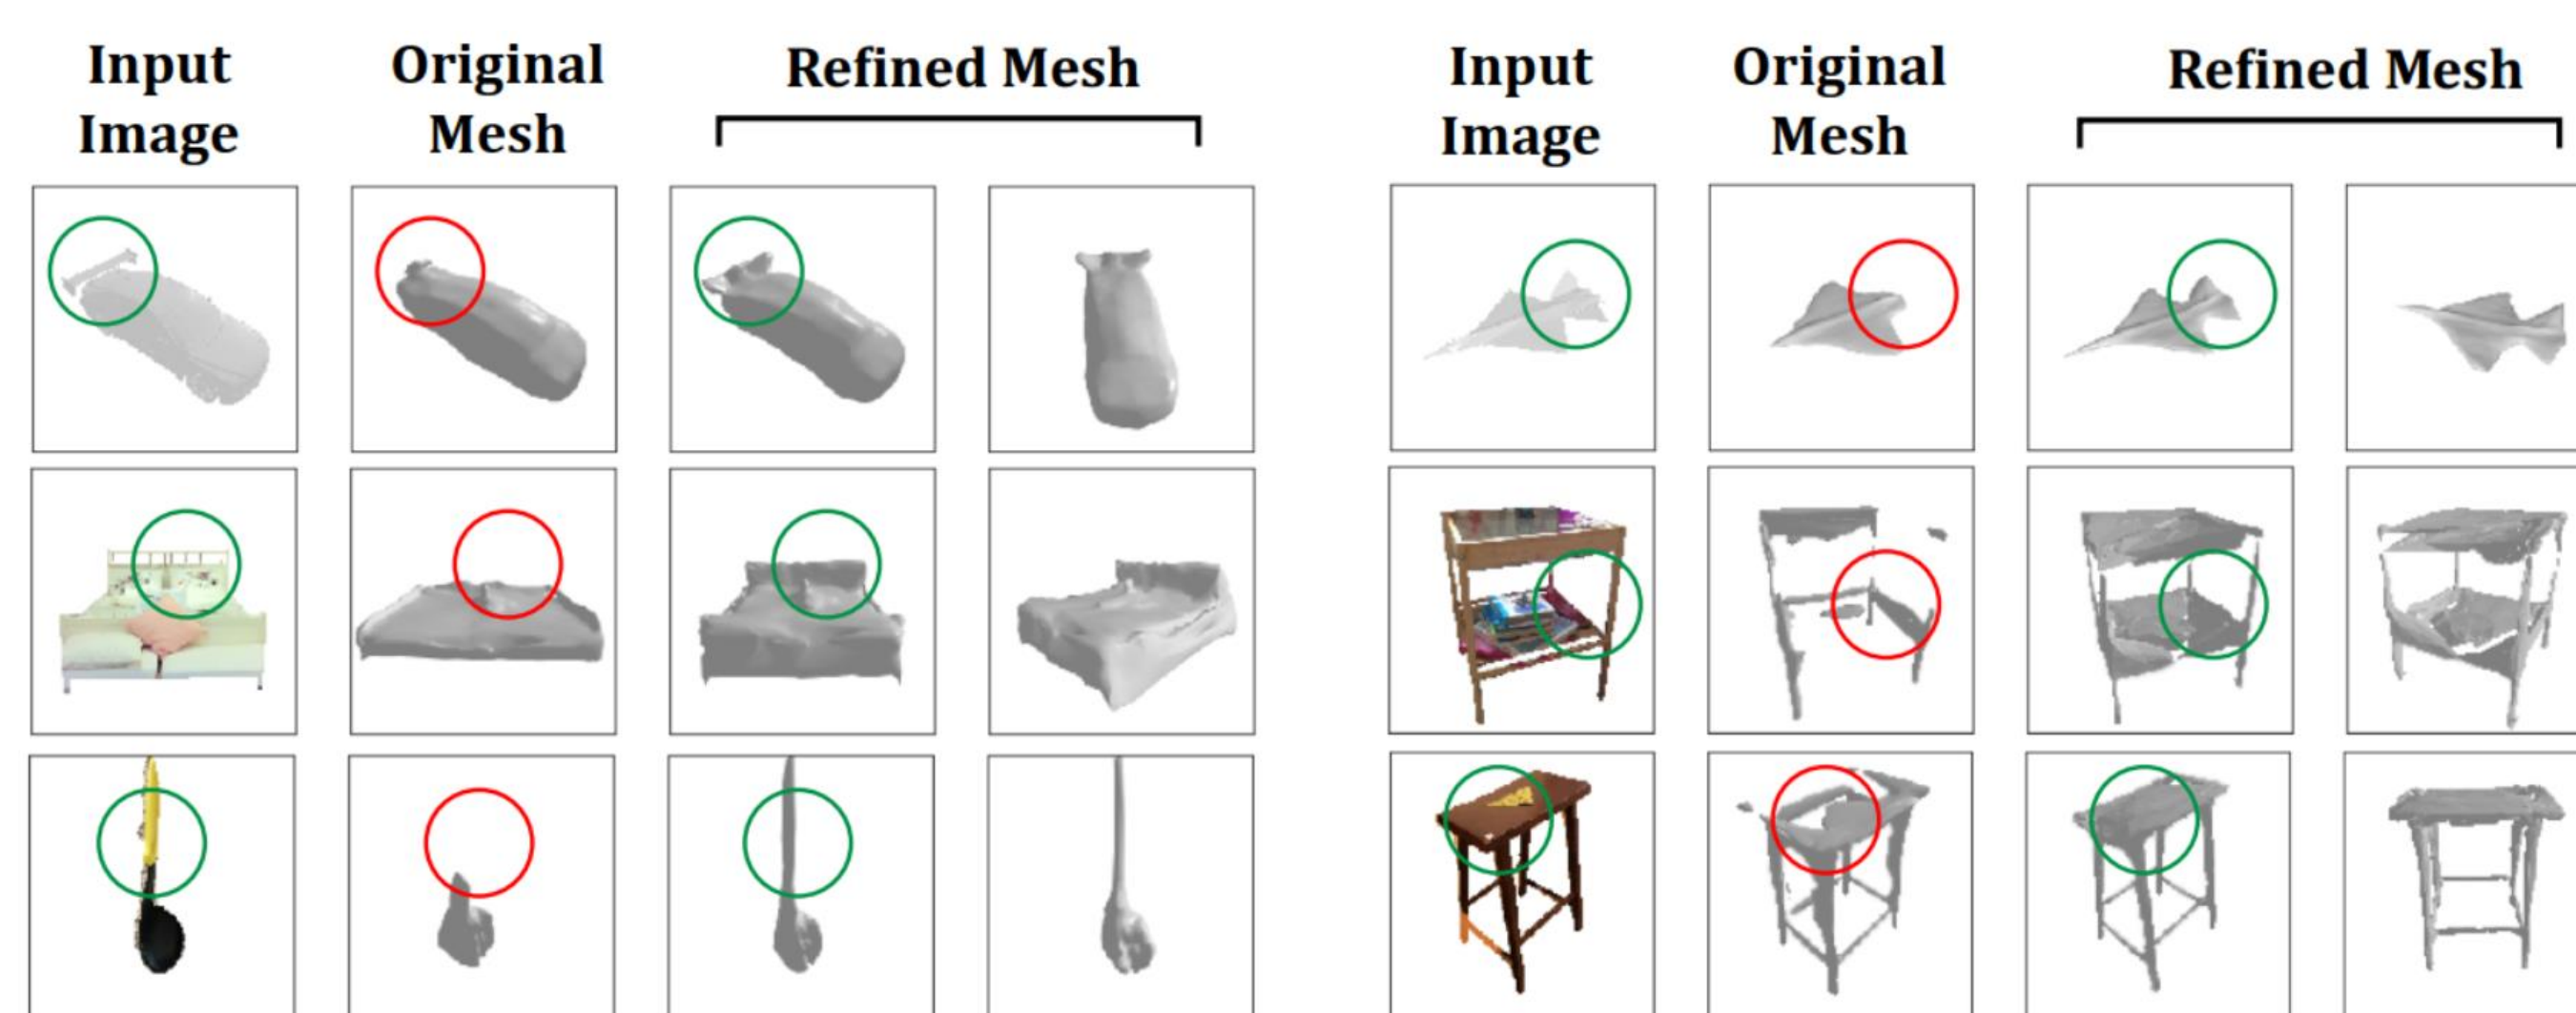 Input
Image
Original
Mesh
Refined Mesh
Input
Image
Original
Mesh
Refined Mesh